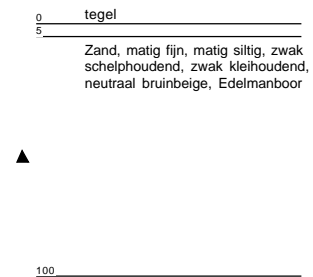 0 tegel
5
Zand, matig fijn, matig siltig, zwak
schelphoudend, zwak kleihoudend,
neutraal bruinbeige, Edelmanboor
100